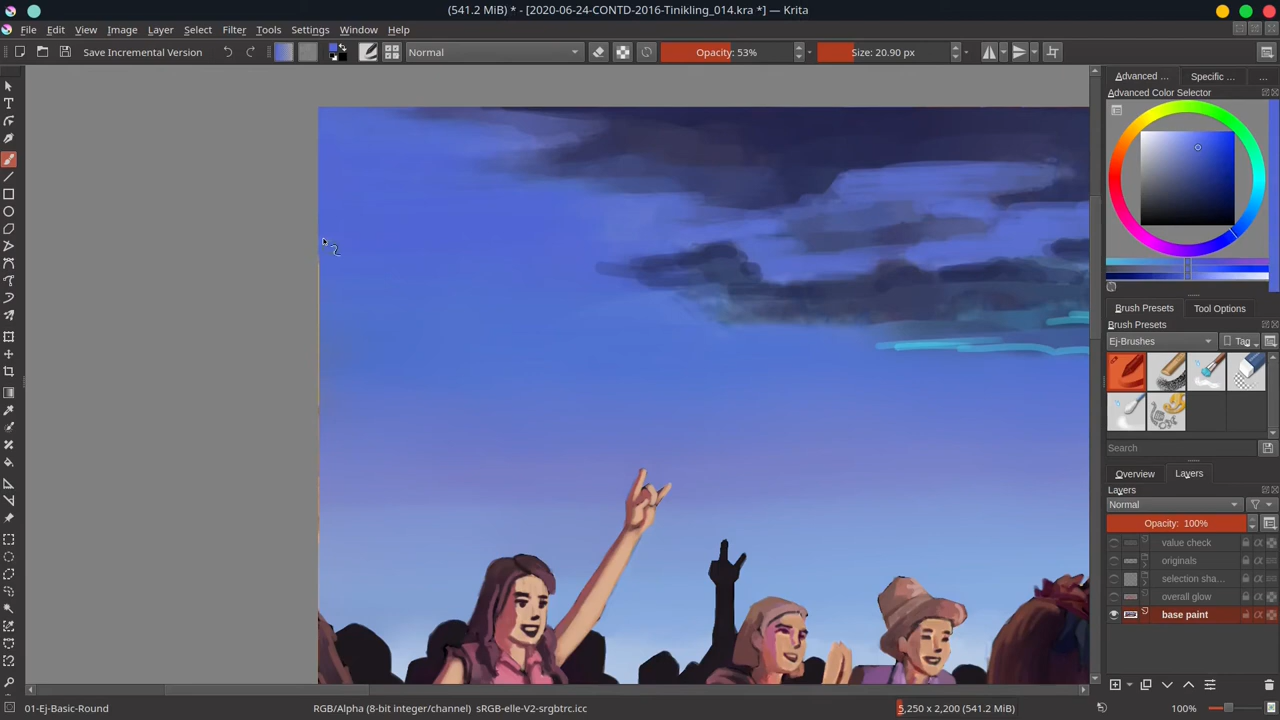 (541.2 MiB) * - [2020-06-24-CONTD-2016-Tinikling_014.kra *] — Krita
File Edit View Image Layer Select Filter Tools Settings Window Help
Save Incremental Version
Normal
Opacity: 53%
Size: 20.90 px
Advanced ... Specific ... ...
Advanced Color Selector
Brush Presets Tool Options
Brush Presets
Ej-Brushes
Tag
Search
Overview Layers
Layers
Normal
Opacity: 100%
value check
originals
selection sha...
overall glow
base paint
01-Ej-Basic-Round
RGB/Alpha (8-bit integer/channel) sRGB-elle-V2-srgbtrc.icc
5,250 x 2,200 (541.2 MiB)
100%